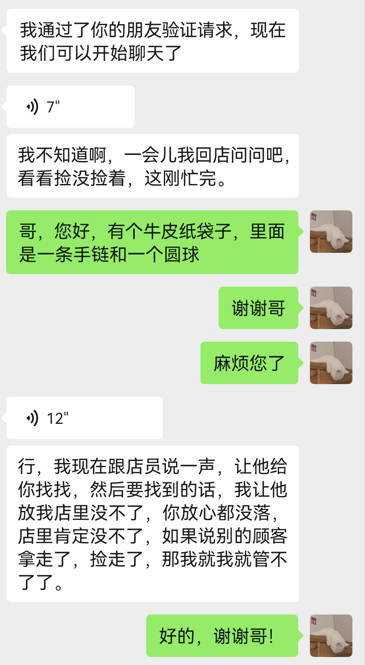 我通过了你的朋友验证请求，现在
我们可以开始聊天了
7"
我不知道啊，一会儿我回店问问吧，
看看捡没捡着，这刚忙完。
哥，您好，有个牛皮纸袋子，里面
是一条手链和一个圆球
谢谢哥
麻烦您了
12"
行，我现在跟店员说一声，让他给
你找找，然后要找到的话，我让他
放我店里没不了，你放心都没落，
店里肯定没不了，如果说别的顾客
拿走了，捡走了，那我就我就管不
了了。
好的，谢谢哥！